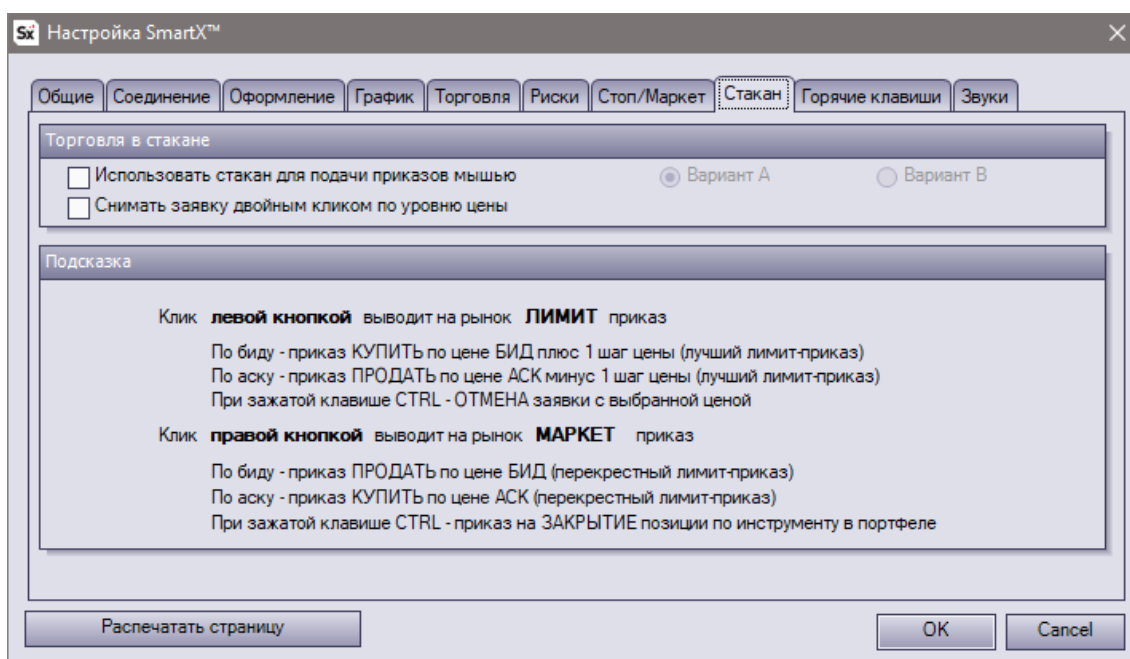 Sx Настройка SmartX™
Общие Соединение Оформление График Торговля Риски Стоп/Маркет Стакан Горячие клавиши Звуки
Торговля в стакане
Использовать стакан для подачи приказов мышью Вариант A Вариант B
Снимать заявку двойным кликом по уровню цены
Подсказка
Клик левой кнопкой выводит на рынок ЛИМИТ приказ
По биду - приказ КУПИТЬ по цене БИД плюс 1 шаг цены (лучший лимит-приказ)
По аску - приказ ПРОДАТЬ по цене АСК минус 1 шаг цены (лучший лимит-приказ)
При зажатой клавише CTRL - ОТМЕНА заявки с выбранной ценой
Клик правой кнопкой выводит на рынок МАРКЕТ приказ
По биду - приказ ПРОДАТЬ по цене БИД (перекрестный лимит-приказ)
По аску - приказ КУПИТЬ по цене АСК (перекрестный лимит-приказ)
При зажатой клавише CTRL - приказ на ЗАКРЫТИЕ позиции по инструменту в портфеле
Распечатать страницу OK Cancel